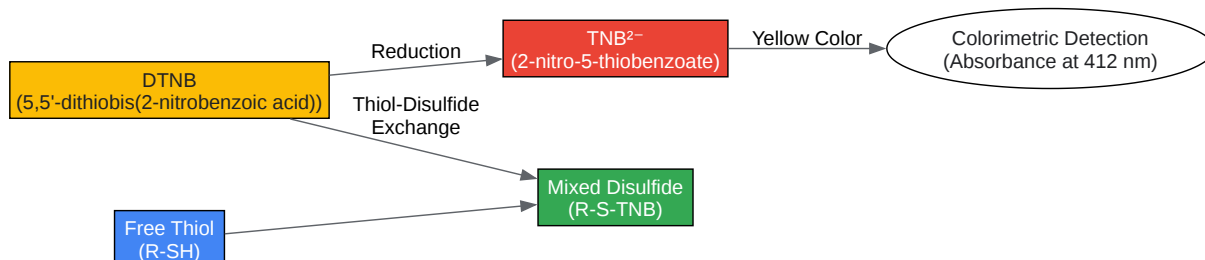 DTNB
(5,5'-dithiobis(2-nitrobenzoic acid))
Reduction
TNB²⁻
(2-nitro-5-thiobenzoate)
Yellow Color
Colorimetric Detection
(Absorbance at 412 nm)
Thiol-Disulfide
Exchange
Mixed Disulfide
(R-S-TNB)
Free Thiol
(R-SH)